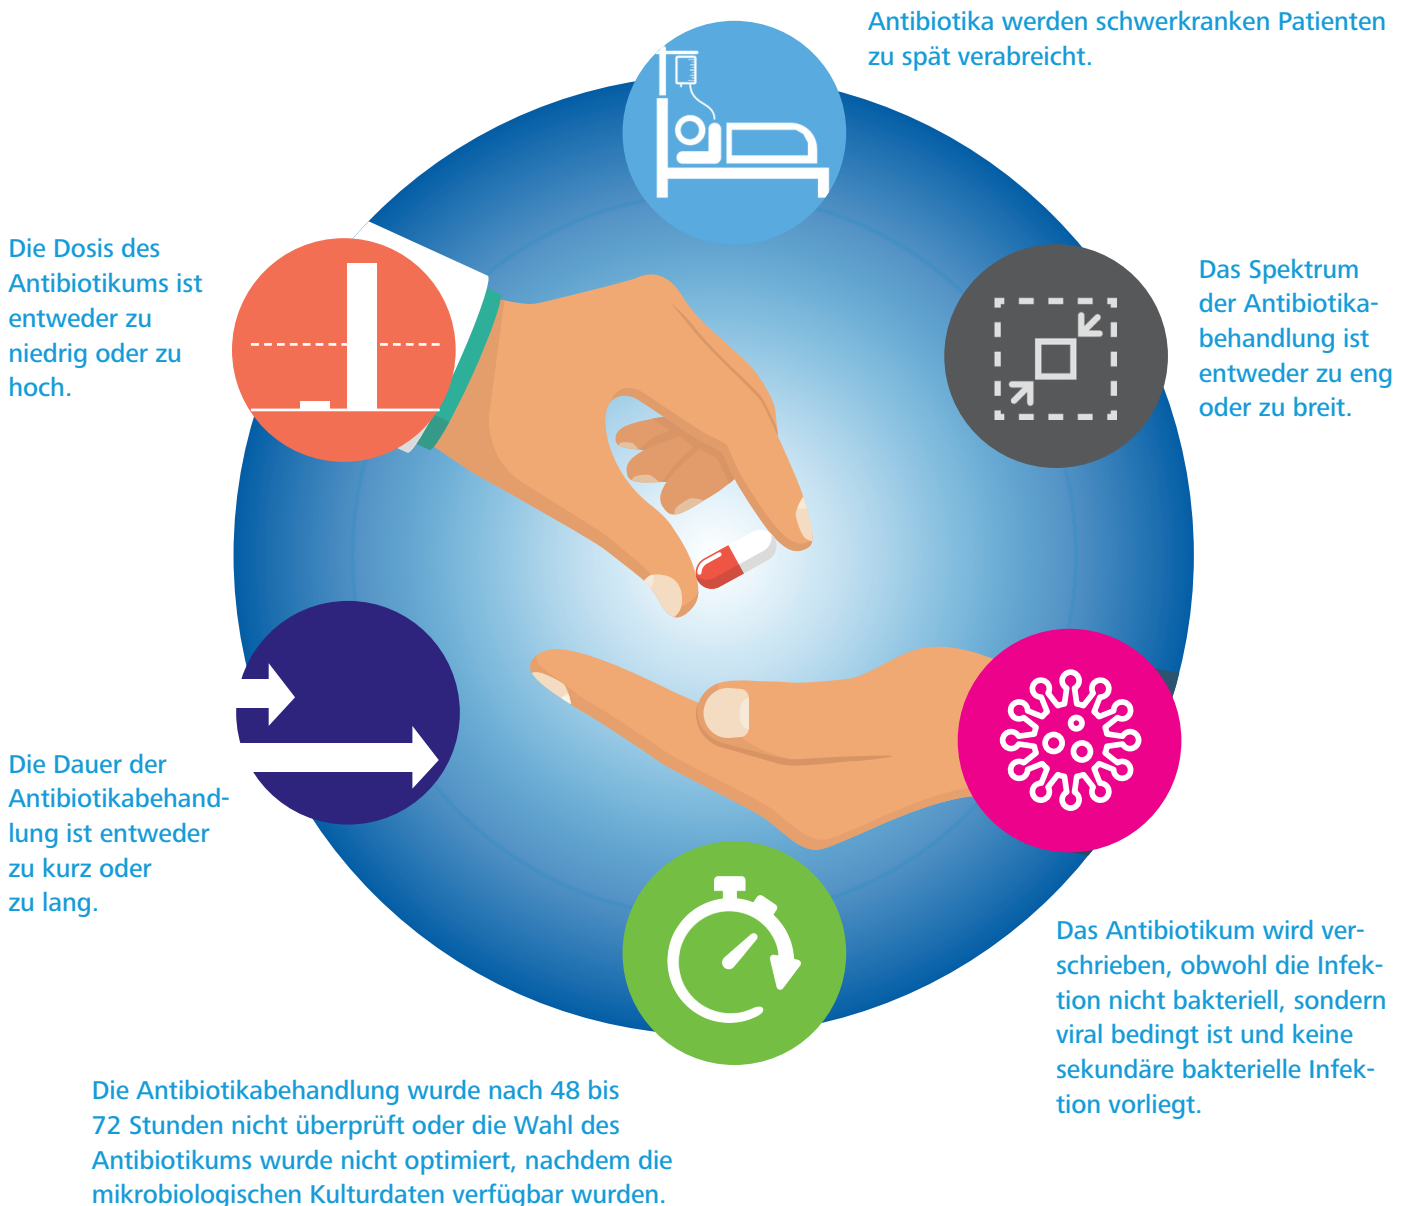 Antibiotika werden schwerkranken Patienten
zu spät verabreicht.
Das Spektrum
der Antibiotika-
behandlung ist
entweder zu eng
oder zu breit.
Das Antibiotikum wird ver-
schrieben, obwohl die Infek-
tion nicht bakteriell, sondern
viral bedingt ist und keine
sekundäre bakterielle Infek-
tion vorliegt.
Die Antibiotikabehandlung wurde nach 48 bis
72 Stunden nicht überprüft oder die Wahl des
Antibiotikums wurde nicht optimiert, nachdem die
mikrobiologischen Kulturdaten verfügbar wurden.
Die Dauer der
Antibiotikabehand-
lung ist entweder
zu kurz oder
zu lang.
Die Dosis des
Antibiotikums ist
entweder zu
niedrig oder zu
hoch.